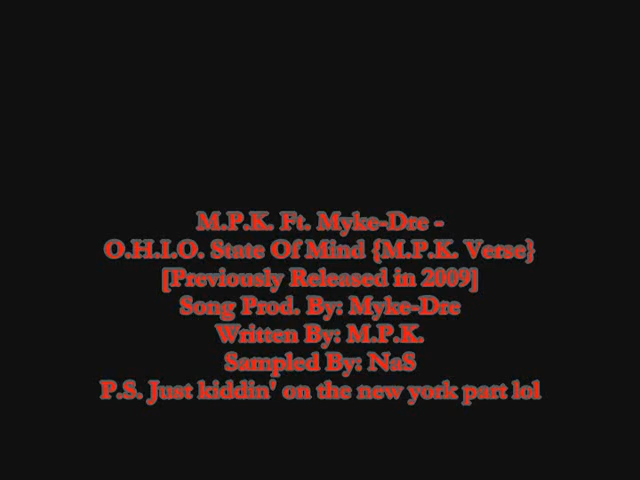 M.P.K. Ft. Myke-Dre -
O.H.I.O. State Of Mind {M.P.K. Verse}
[Previously Released in 2009]
Song Prod. By: Myke-Dre
Written By: M.P.K.
Sampled By: NaS
P.S. Just kiddin' on the new york part lol